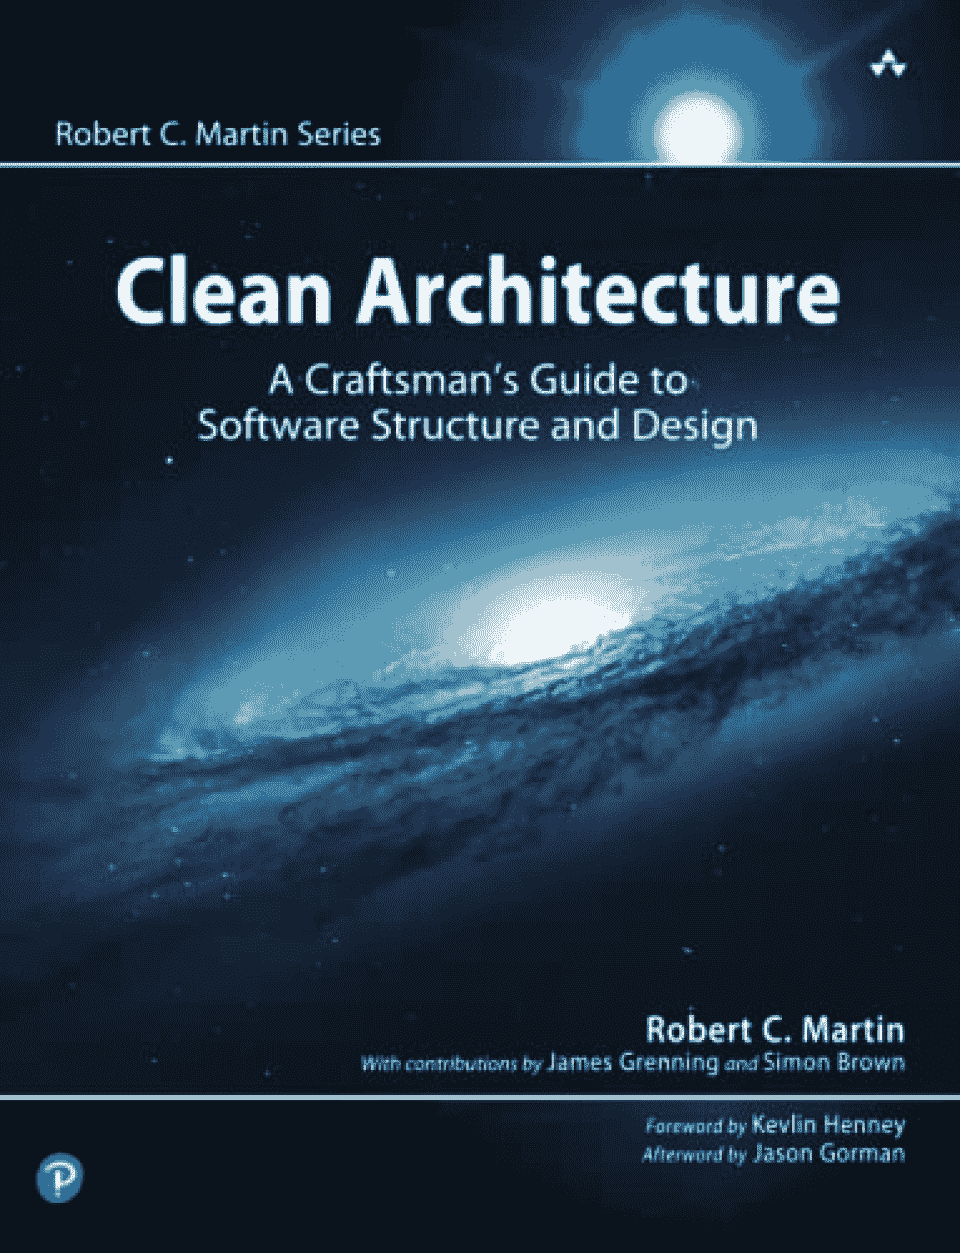 Robert C. Martin Series
Clean Architecture
A Craftsman's Guide to
Software Structure and Design
Robert C. Martin
With contributions by James Grenning and Simon Brown
Foreword by Kevlin Henney
Afterword by Jason Gorman
P